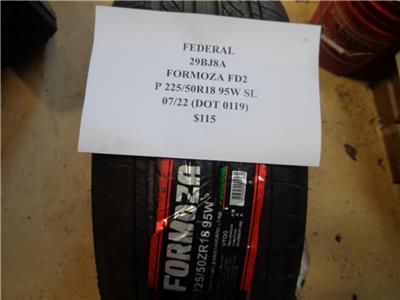 FEDERAL
29BJ8A
FORMOZA FD2
P 225/50R18 95W SL
07/22 (DOT 0119)
$115
FORMOZA
225/50ZR18 95W